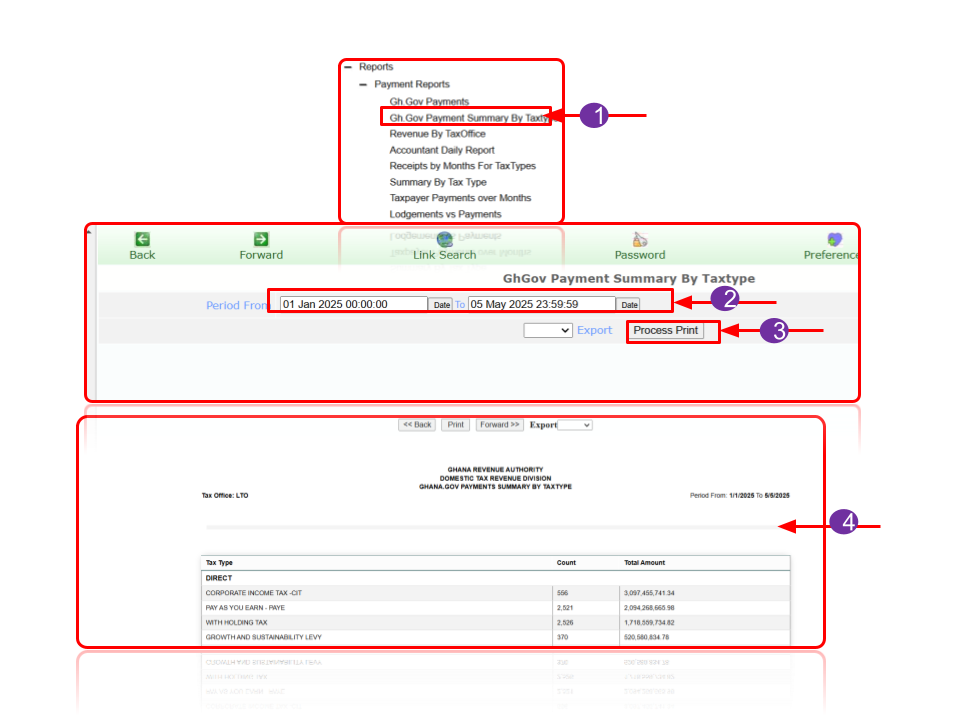 Reports
Payment Reports
Gh.Gov Payments
Gh.Gov Payment Summary By Taxty
1
Revenue By TaxOffice
Accountant Daily Report
Receipts by Months For TaxTypes
Summary By Tax Type
Taxpayer Payments over Months
Lodgements vs Payments
Back Forward Link Search Password Preference
GhGov Payment Summary By Taxtype
Period From 01 Jan 2025 00:00:00 Date To 05 May 2025 23:59:59 Date
2
Export Process Print
3
<< Back Print Forward >> Export
GHANA REVENUE AUTHORITY
DOMESTIC TAX REVENUE DIVISION
GHANA.GOV PAYMENTS SUMMARY BY TAXTYPE
Tax Office: LTO Period From: 1/1/2025 To 5/5/2025
4
Tax Type Count Total Amount
DIRECT
CORPORATE INCOME TAX -CIT 556 3,097,455,741.34
PAY AS YOU EARN - PAYE 2,521 2,094,268,665.98
WITH HOLDING TAX 2,526 1,718,559,734.82
GROWTH AND SUSTAINABILITY LEVY 370 520,580,834 78